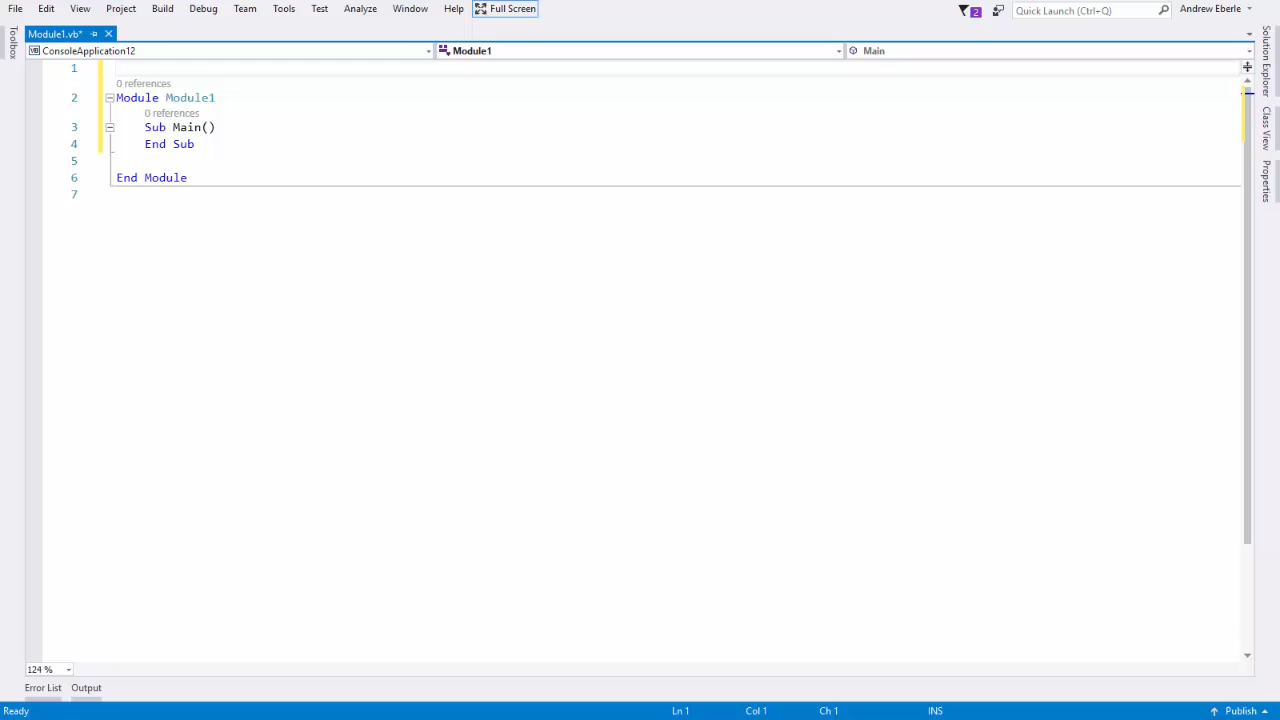 File Edit View Project Build Debug Team Tools Test Analyze Window Help Full Screen 2 Quick Launch (Ctrl+Q) Andrew Eberle
Module1.vb*
VB ConsoleApplication12 Module1 Main
Toolbox
Solution Explorer
Class View
Properties
1
0 references
2 Module Module1
0 references
3 Sub Main()
4 End Sub
5
6 End Module
7
124 %
Error List Output
Ready Ln 1 Col 1 Ch 1 INS Publish